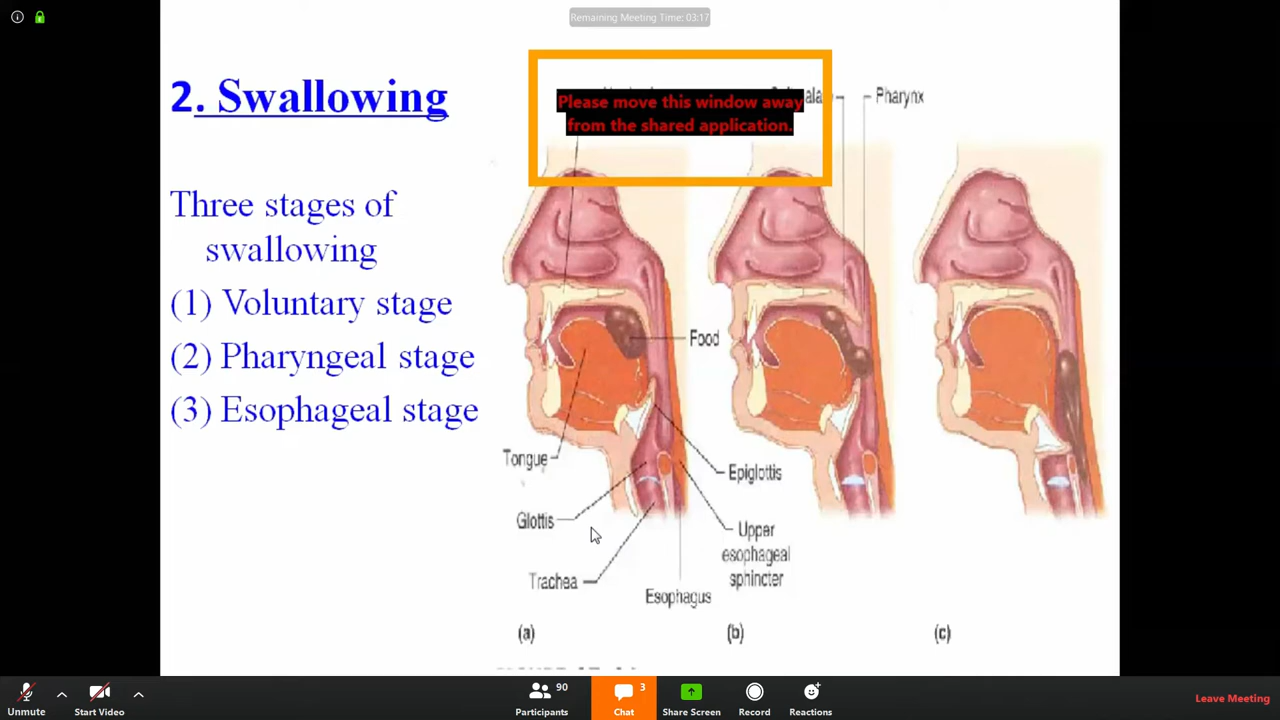 Remaining Meeting Time: 03:17
2. Swallowing
Please move this window away
from the shared application.
Pharynx
Three stages of
swallowing
(1) Voluntary stage
(2) Pharyngeal stage
(3) Esophageal stage
Food
Tongue
Epiglottis
Glottis
Upper
esophageal
sphincter
Trachea
Esophagus
(a)
(b)
(c)
Unmute
Start Video
90
Participants
3
Chat
Share Screen
Record
Reactions
Leave Meeting